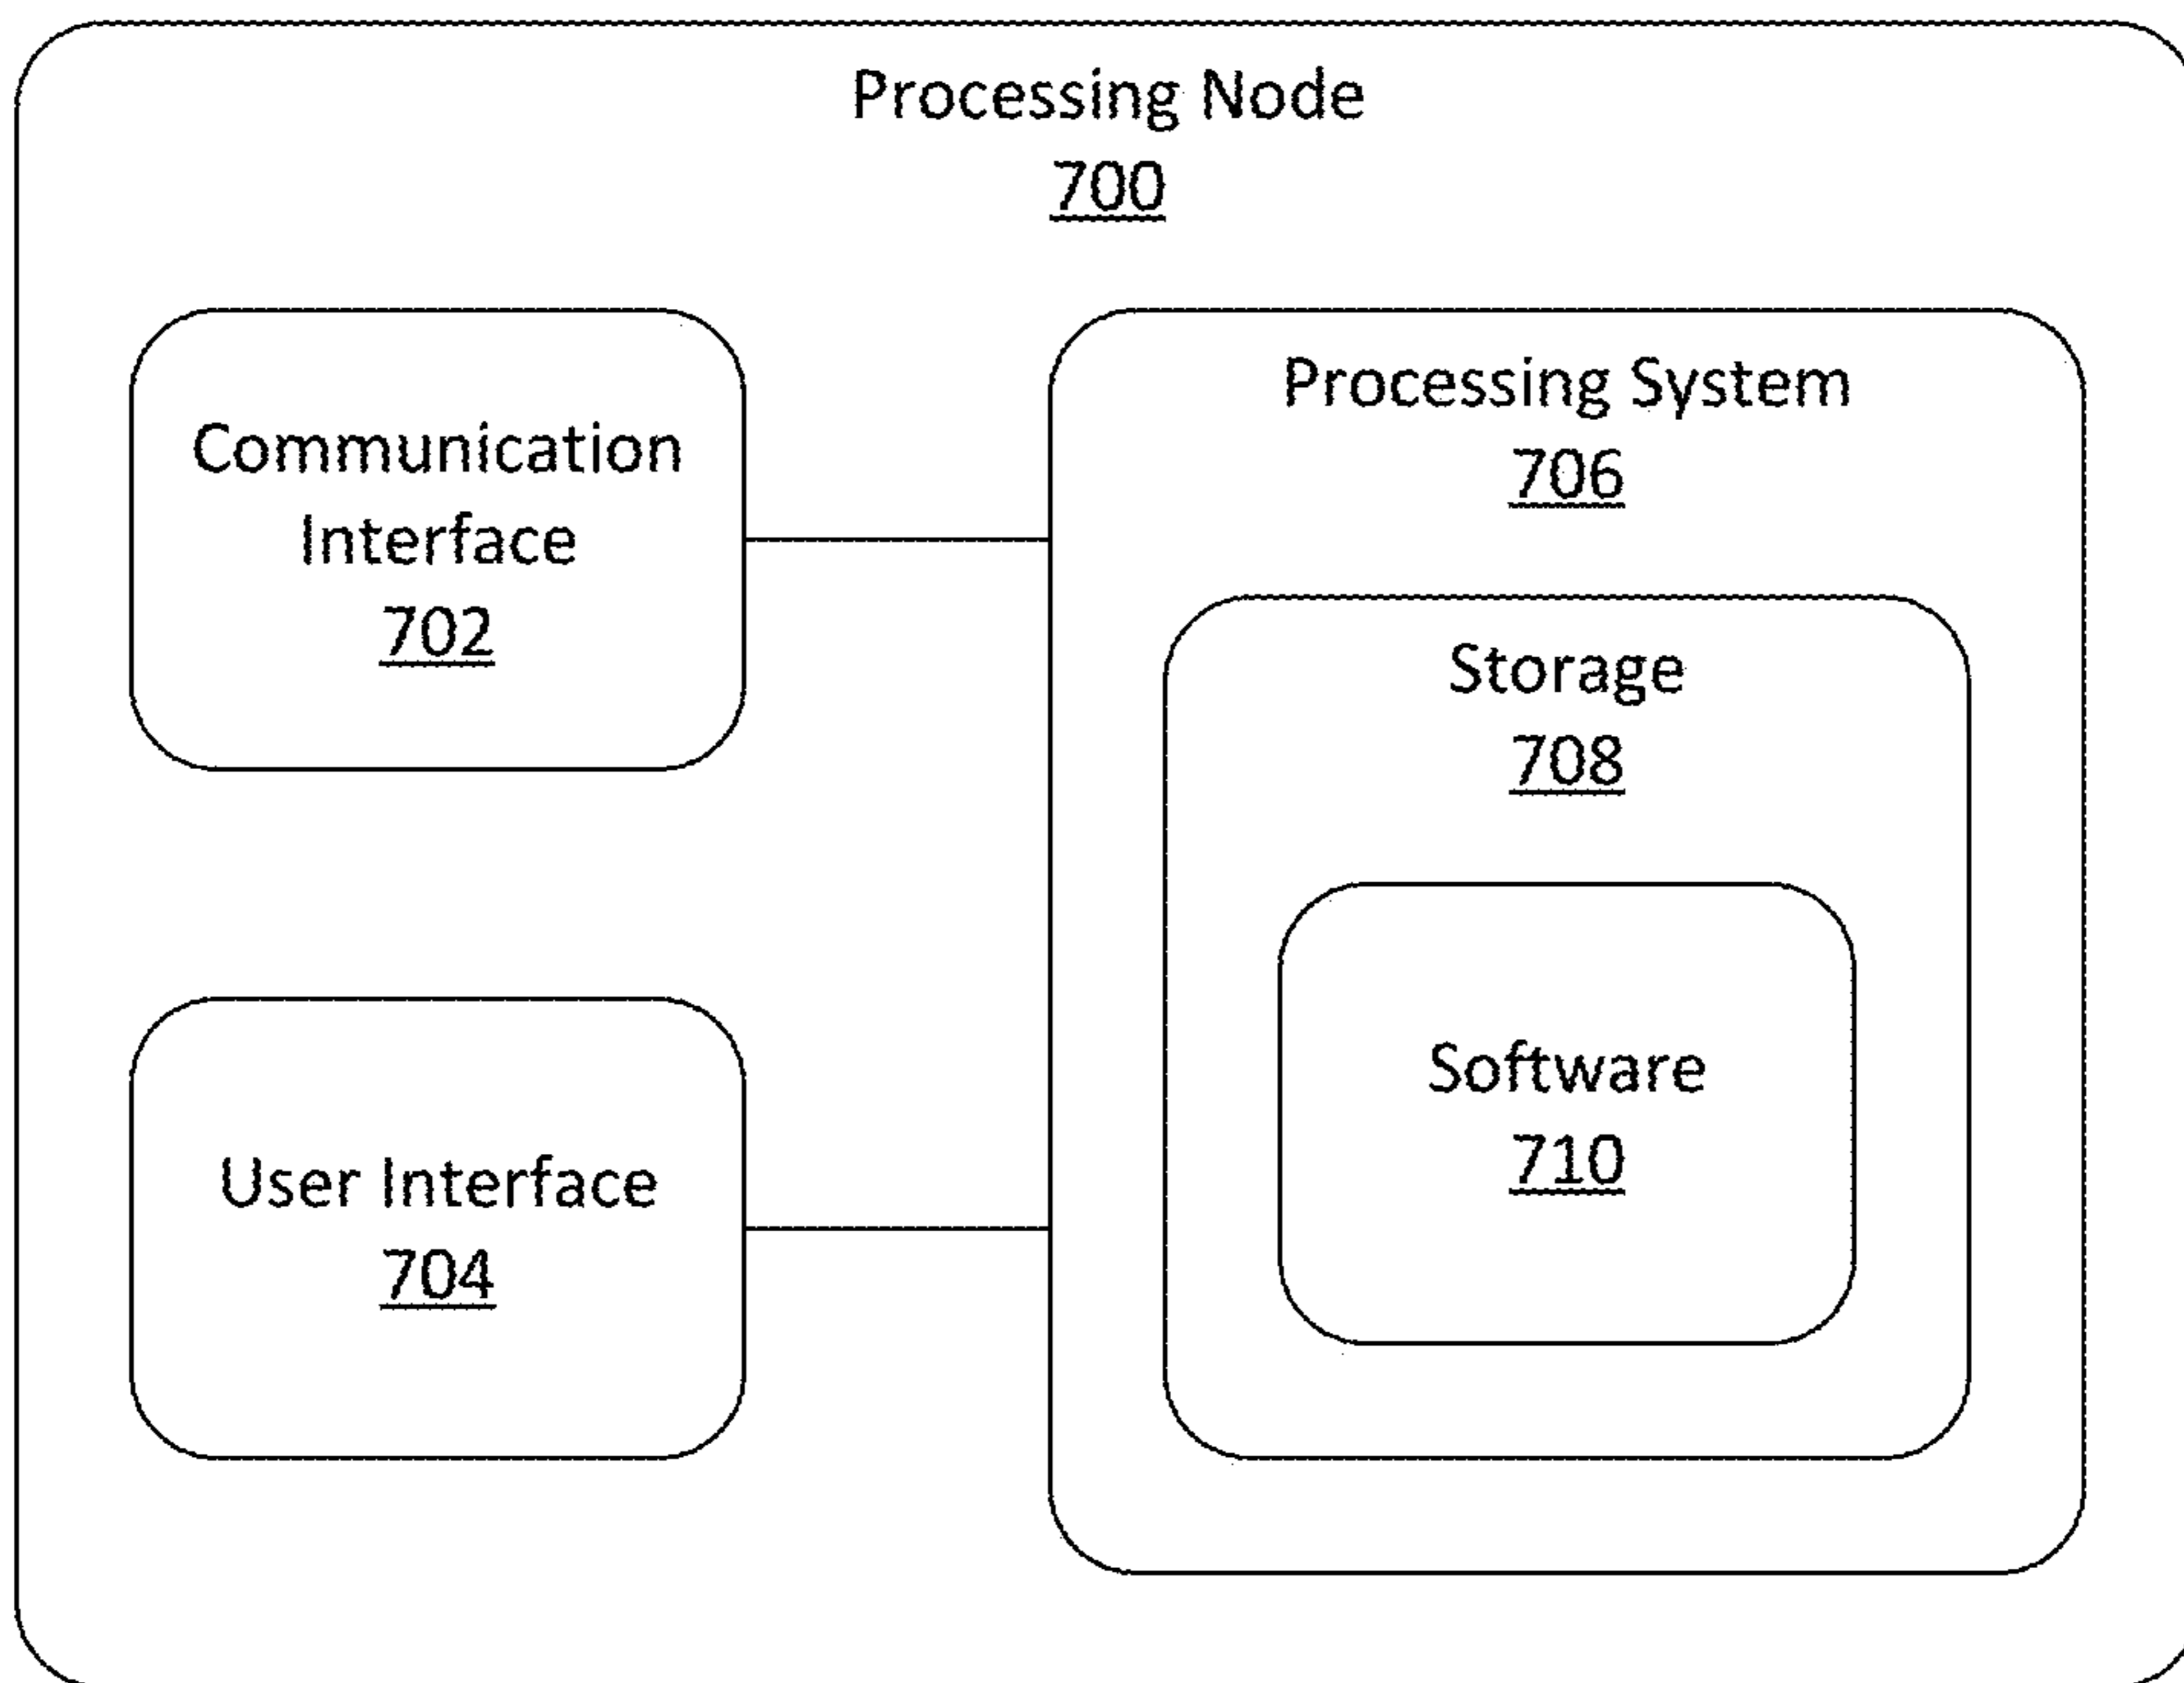 Processing Node
700
Communication
Interface
702
Processing System
706
Storage
708
Software
710
User Interface
704